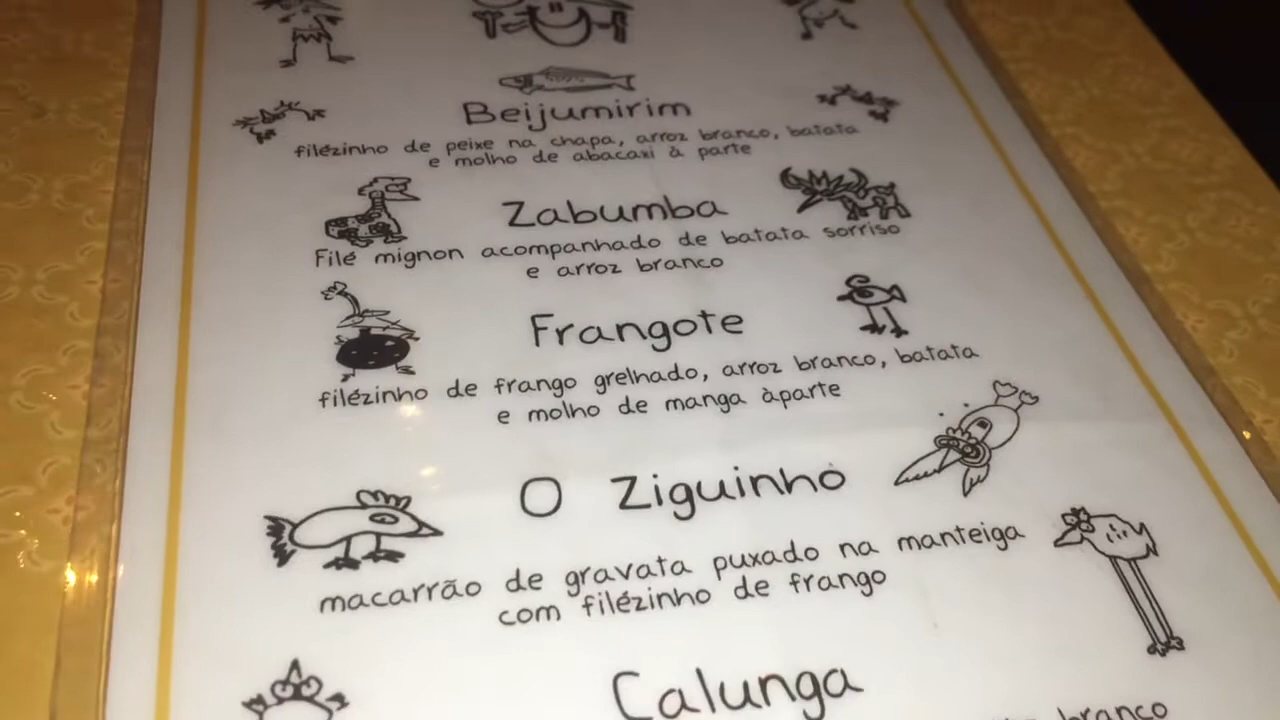 Beijumirim
filézinho de peixe na chapa, arroz branco, batata
e molho de abacaxi à parte
Zabumba
Filé mignon acompanhado de batata sorriso
e arroz branco
Frangote
filézinho de frango grelhado, arroz branco, batata
e molho de manga àparte
O Ziguinho
macarrão de gravata puxado na manteiga
com filézinho de frango
Calunga
branco